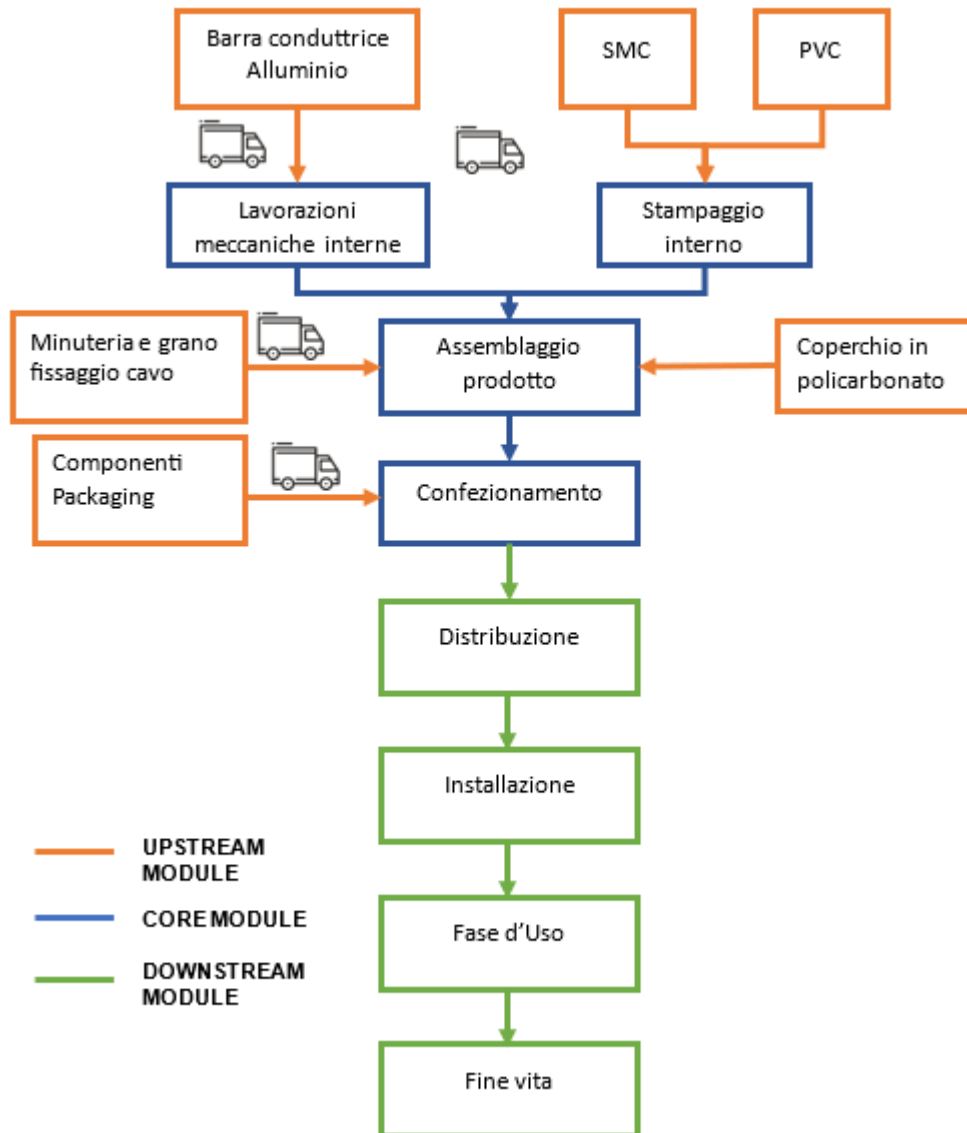 Barra conduttrice
Alluminio
SMC
PVC
Lavorazioni
meccaniche interne
Stampaggio
interno
Minuteria e grano
fissaggio cavo
Assemblaggio
prodotto
Coperchio in
policarbonato
Componenti
Packaging
Confezionamento
Distribuzione
Installazione
UPSTREAM
MODULE
CORE MODULE
DOWNSTREAM
MODULE
Fase d’Uso
Fine vita